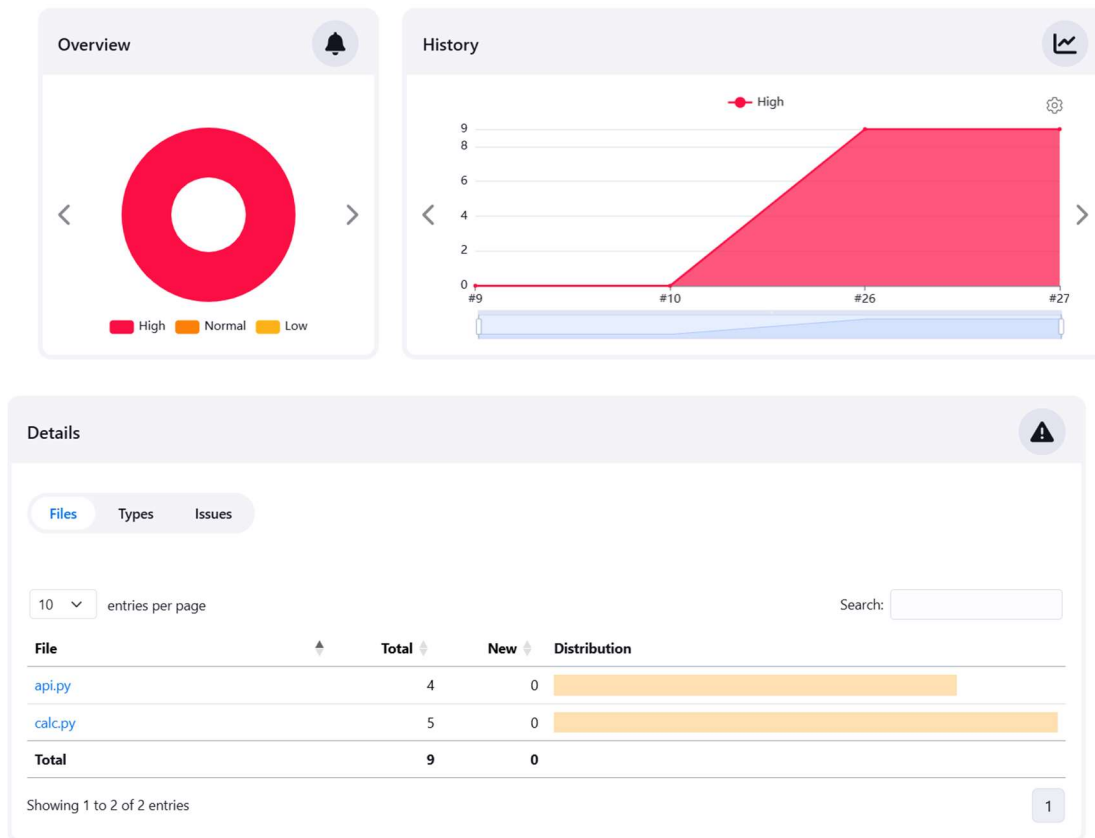 Overview
High Normal Low
History
High
9
8
6
4
2
0
#9 #10 #26 #27
Details
Files Types Issues
10 entries per page Search:
File Total New Distribution
api.py 4 0
calc.py 5 0
Total 9 0
Showing 1 to 2 of 2 entries 1